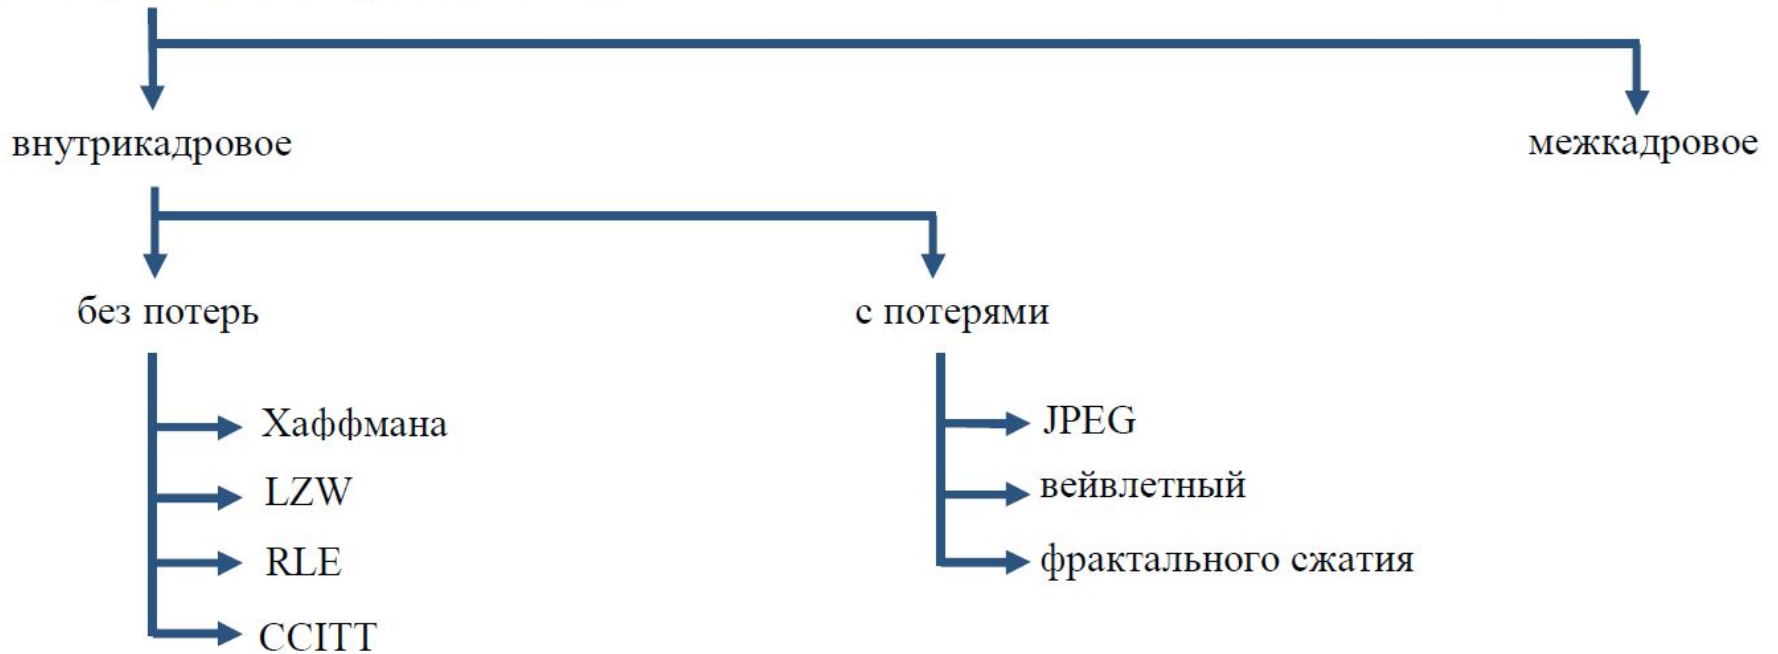 внутрикадровое
межкадровое
без потерь
с потерями
Хаффмана
LZW
RLE
CCITT
JPEG
вейвлетный
фрактального сжатия